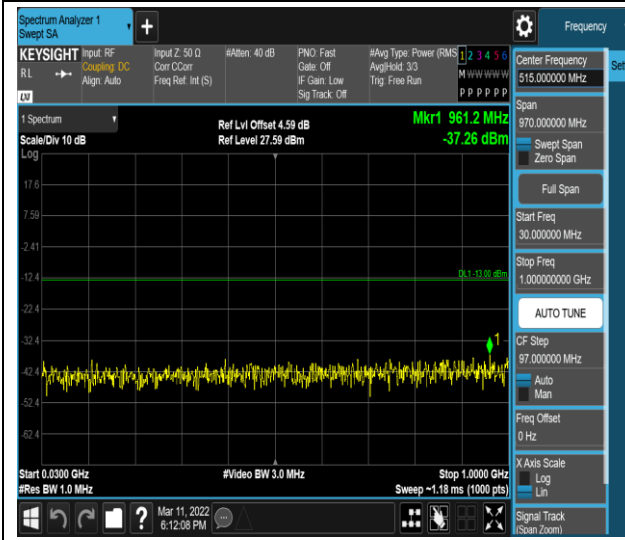 Spectrum Analyzer 1
Swept SA
+
Frequency
KEYSIGHT
RL
LXI
Input: RF
Coupling: DC
Align: Auto
Input Z: 50 Ω
Corr CCorr
Freq Ref: Int (S)
#Atten: 40 dB
PNO: Fast
Gate: Off
IF Gain: Low
Sig Track: Off
#Avg Type: Power (RMS
Avg|Hold: 3/3
Trig: Free Run
1 2 3 4 5 6
M W W W W W
P P P P P P
1 Spectrum
Scale/Div 10 dB
Log
Ref Lvl Offset 4.59 dB
Ref Level 27.59 dBm
Mkr1 961.2 MHz
-37.26 dBm
17.6
7.59
-2.41
-12.4
DL1 -13.00 dBm
-22.4
-32.4
1
-42.4
-52.4
-62.4
Start 0.0300 GHz
#Res BW 1.0 MHz
#Video BW 3.0 MHz
Stop 1.0000 GHz
Sweep ~1.18 ms (1000 pts)
?
Mar 11, 2022
6:12:08 PM
Center Frequency
515.000000 MHz
Set
Span
970.000000 MHz
Swept Span
Zero Span
Full Span
Start Freq
30.000000 MHz
Stop Freq
1.000000000 GHz
AUTO TUNE
CF Step
97.000000 MHz
Auto
Man
Freq Offset
0 Hz
X Axis Scale
Log
Lin
Signal Track
(Span Zoom)